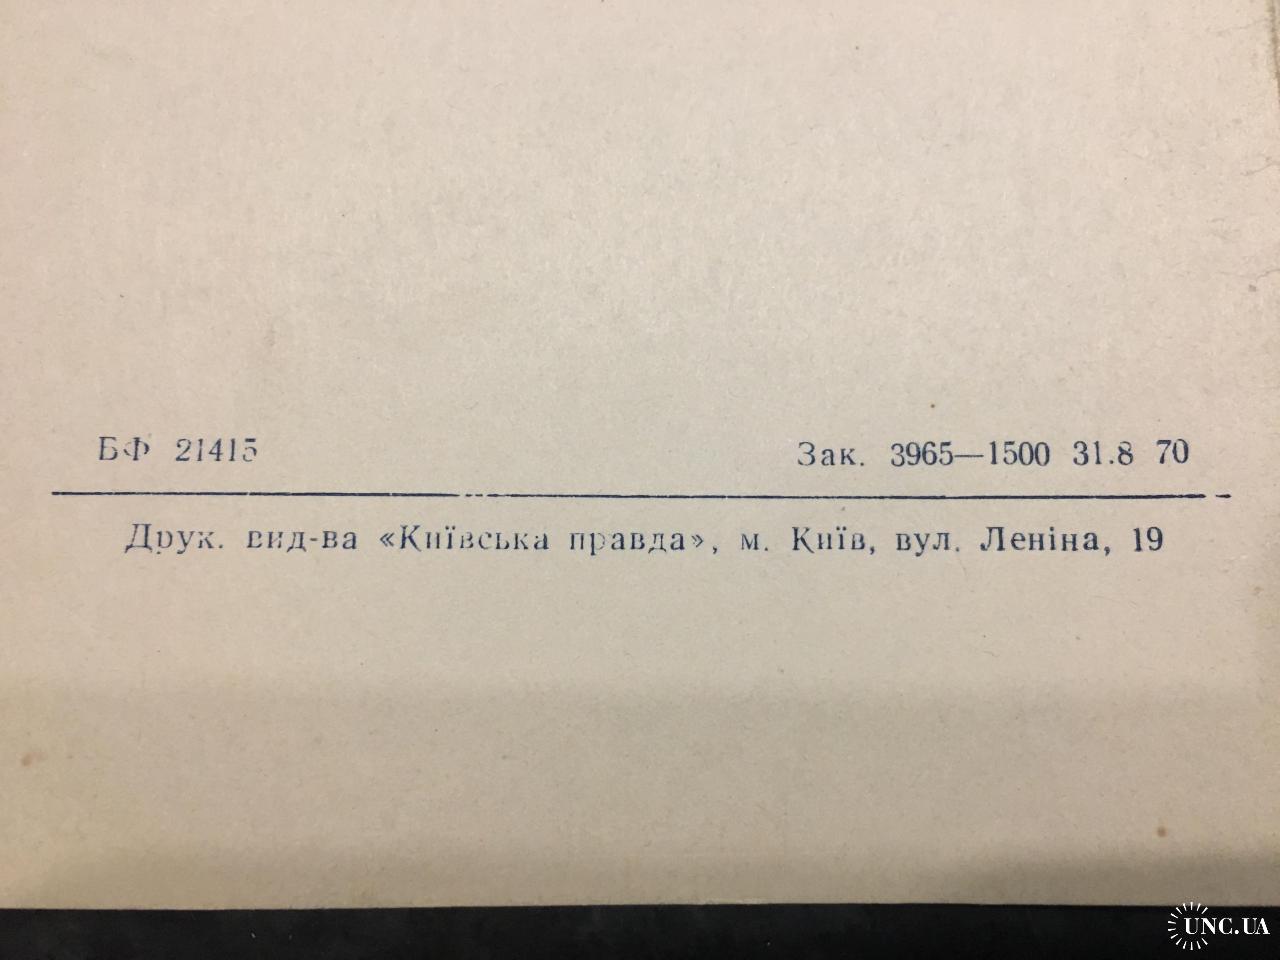 БФ 21415
Зак. 3965—1500 31.8 70
Друк. вид-ва «Київська правда», м. Київ, вул. Леніна, 19
UNC.UA